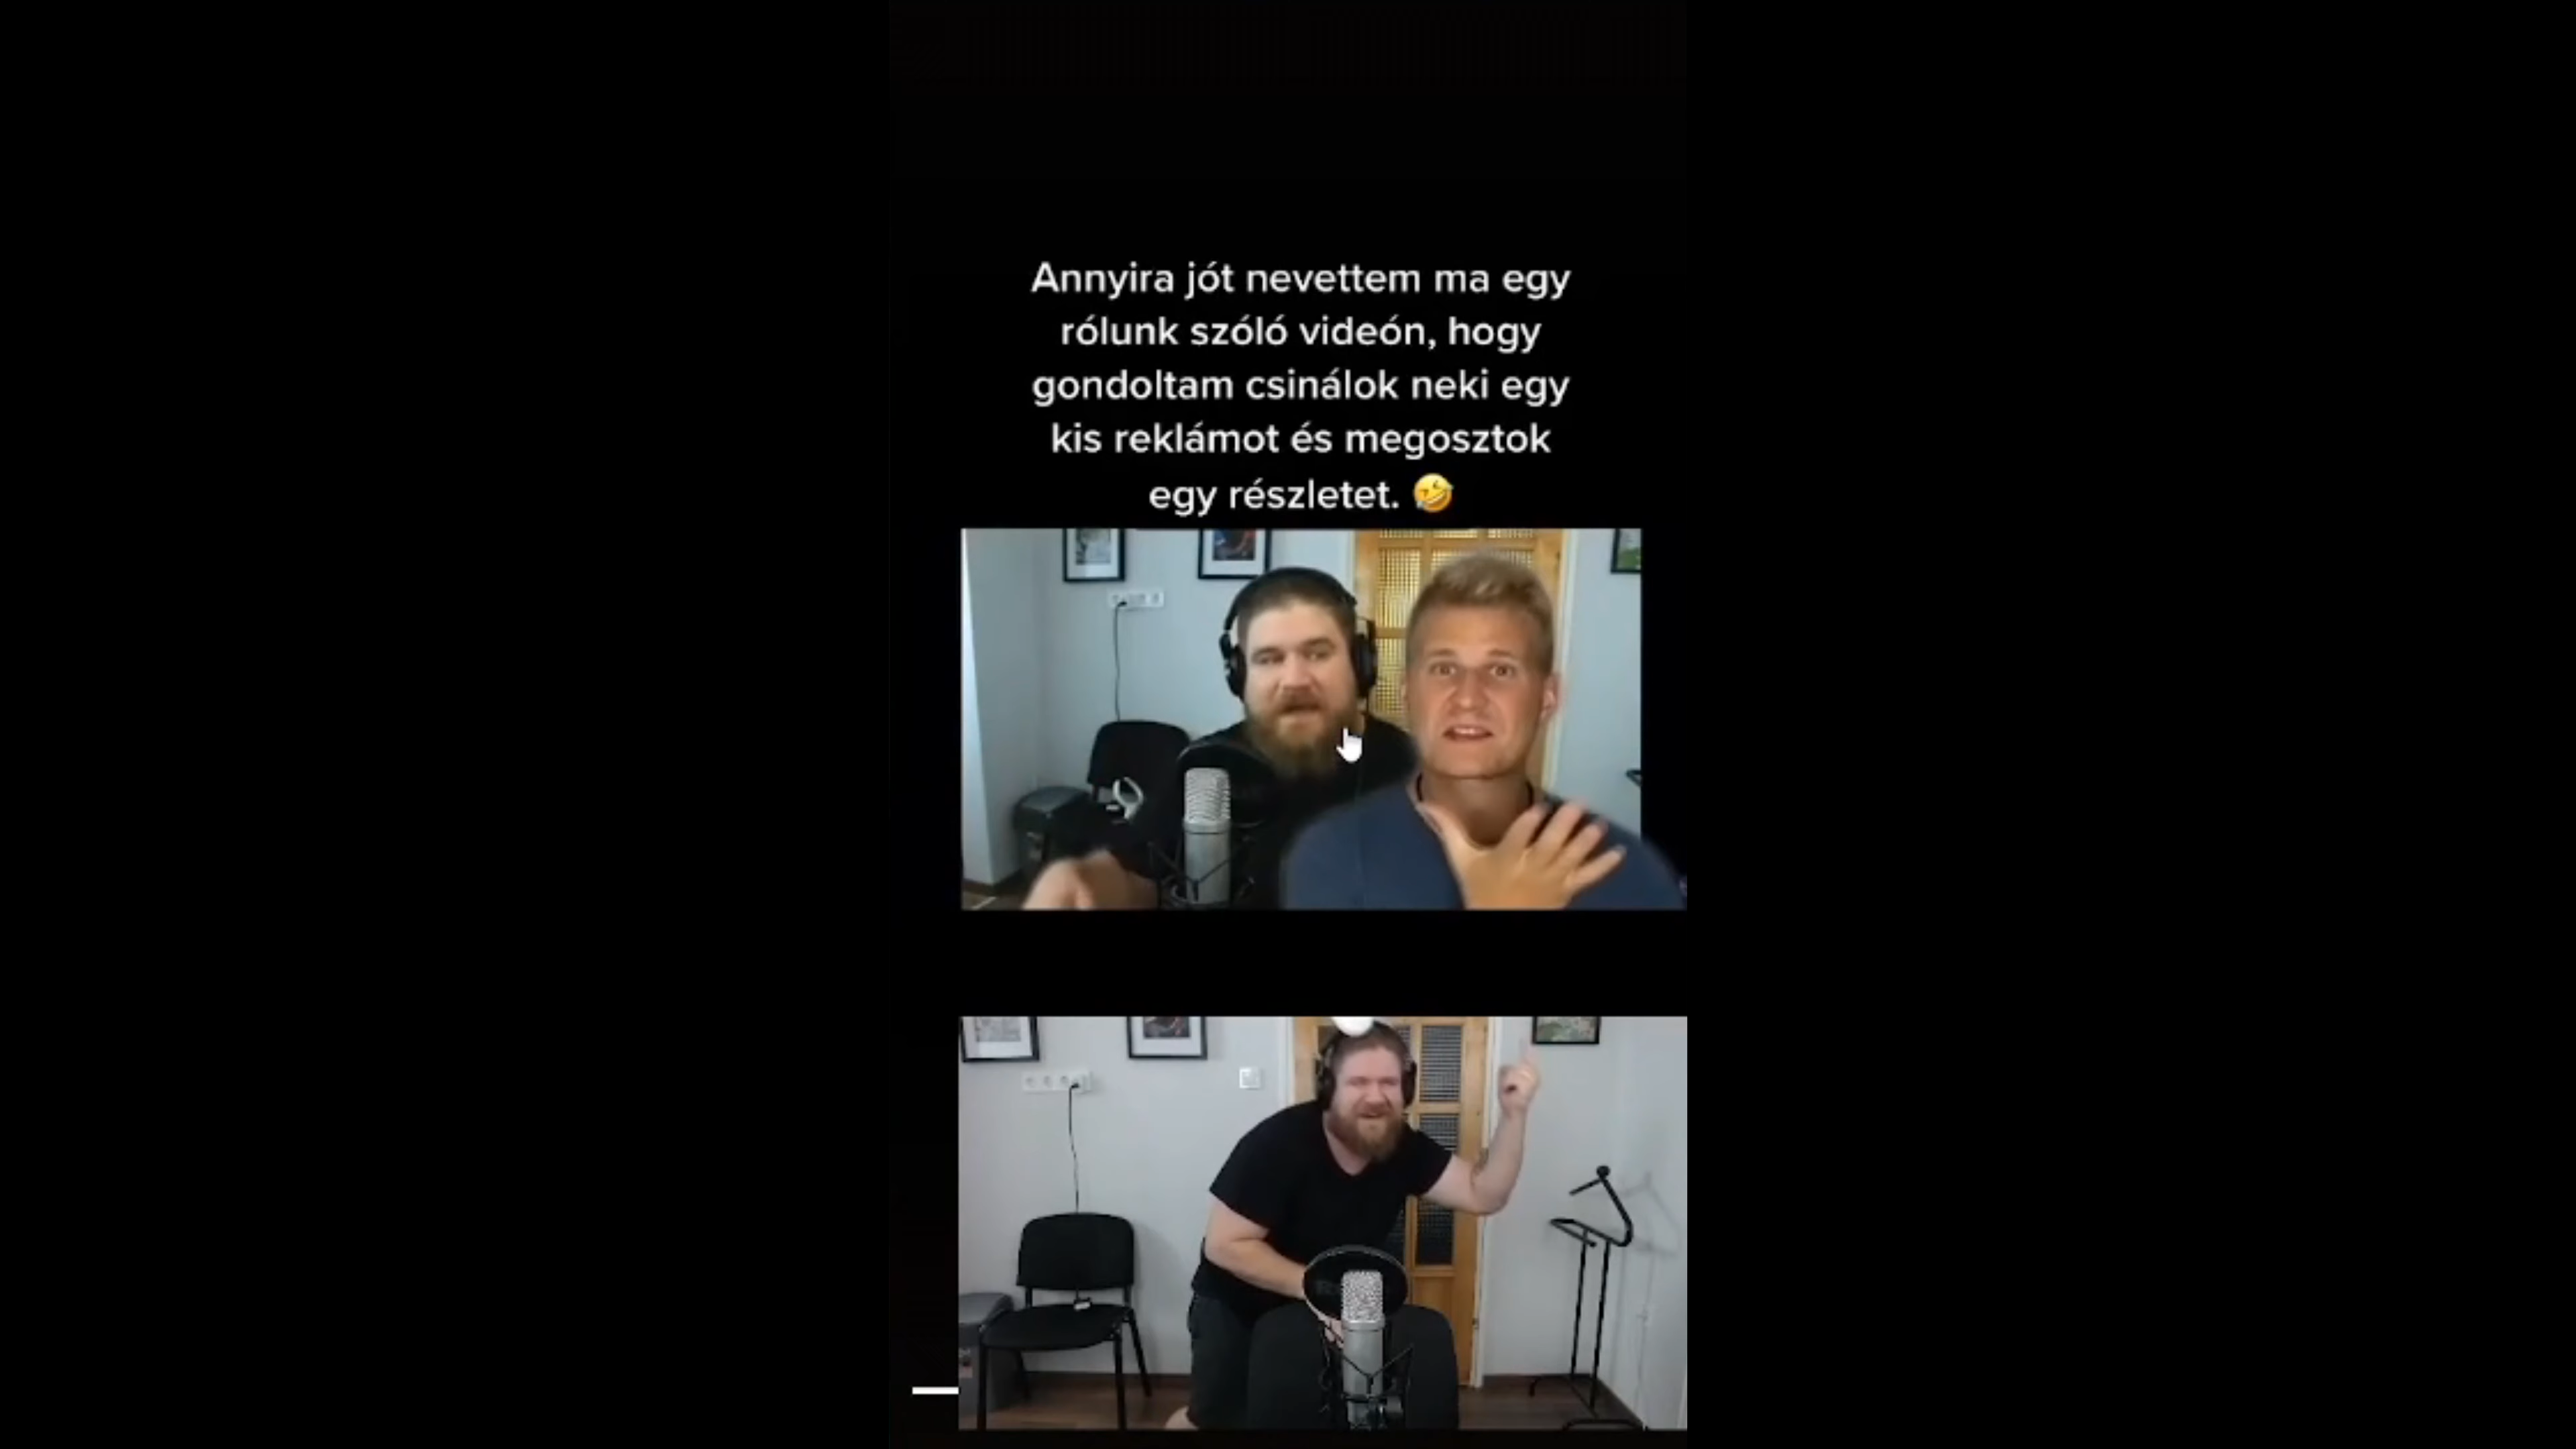 Annyira jót nevettem ma egy
rólunk szóló videón, hogy
gondoltam csinálok neki egy
kis reklámot és megosztok
egy részletet. 🤣